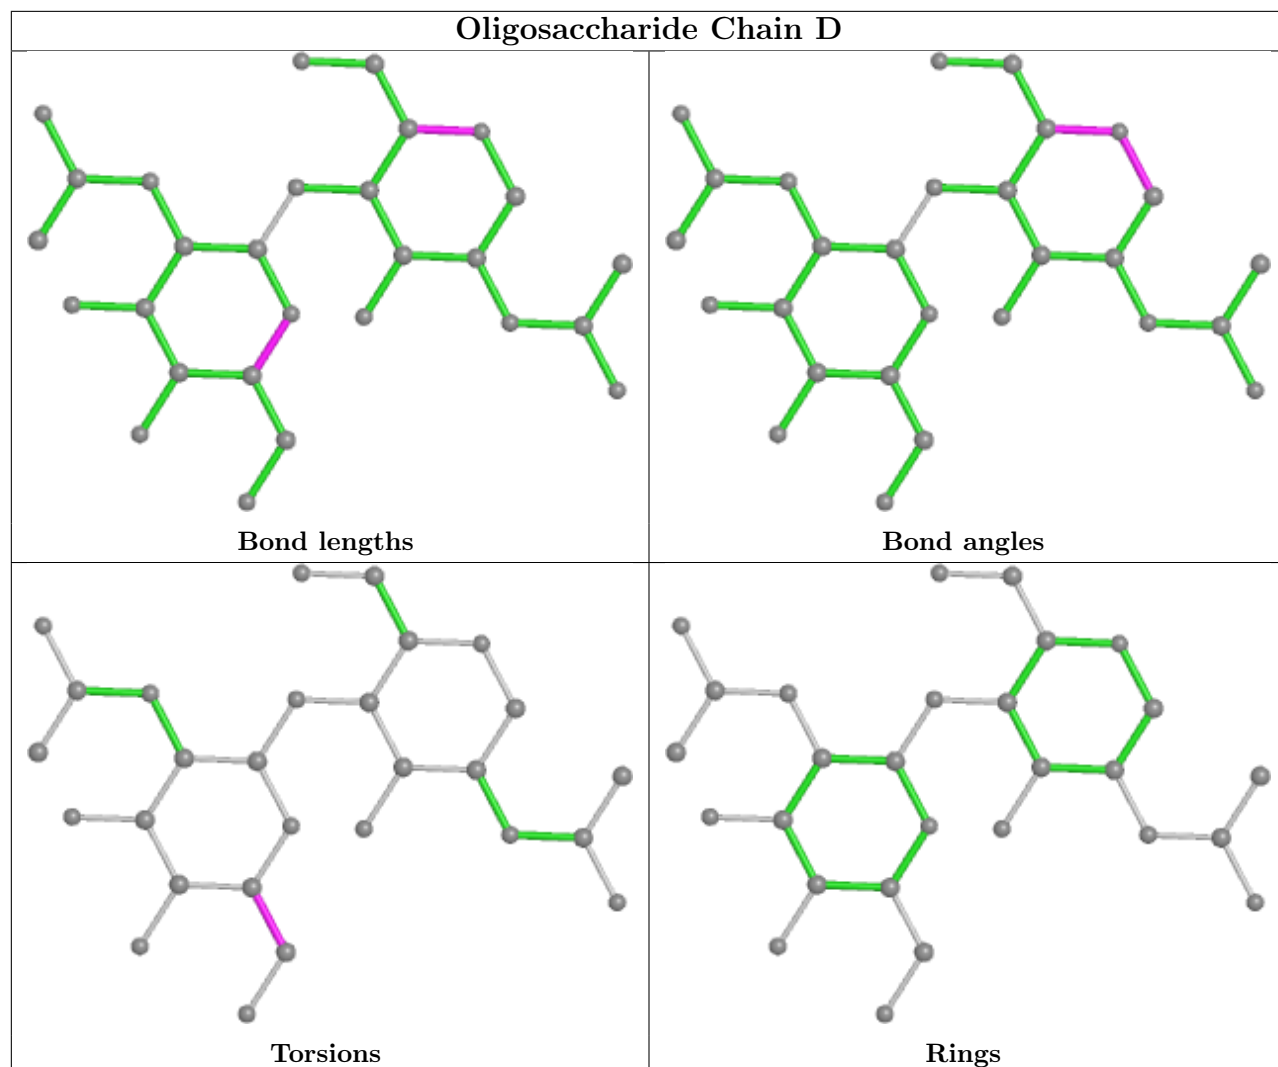 Oligosaccharide Chain D
Bond lengths
Bond angles
Torsions
Rings